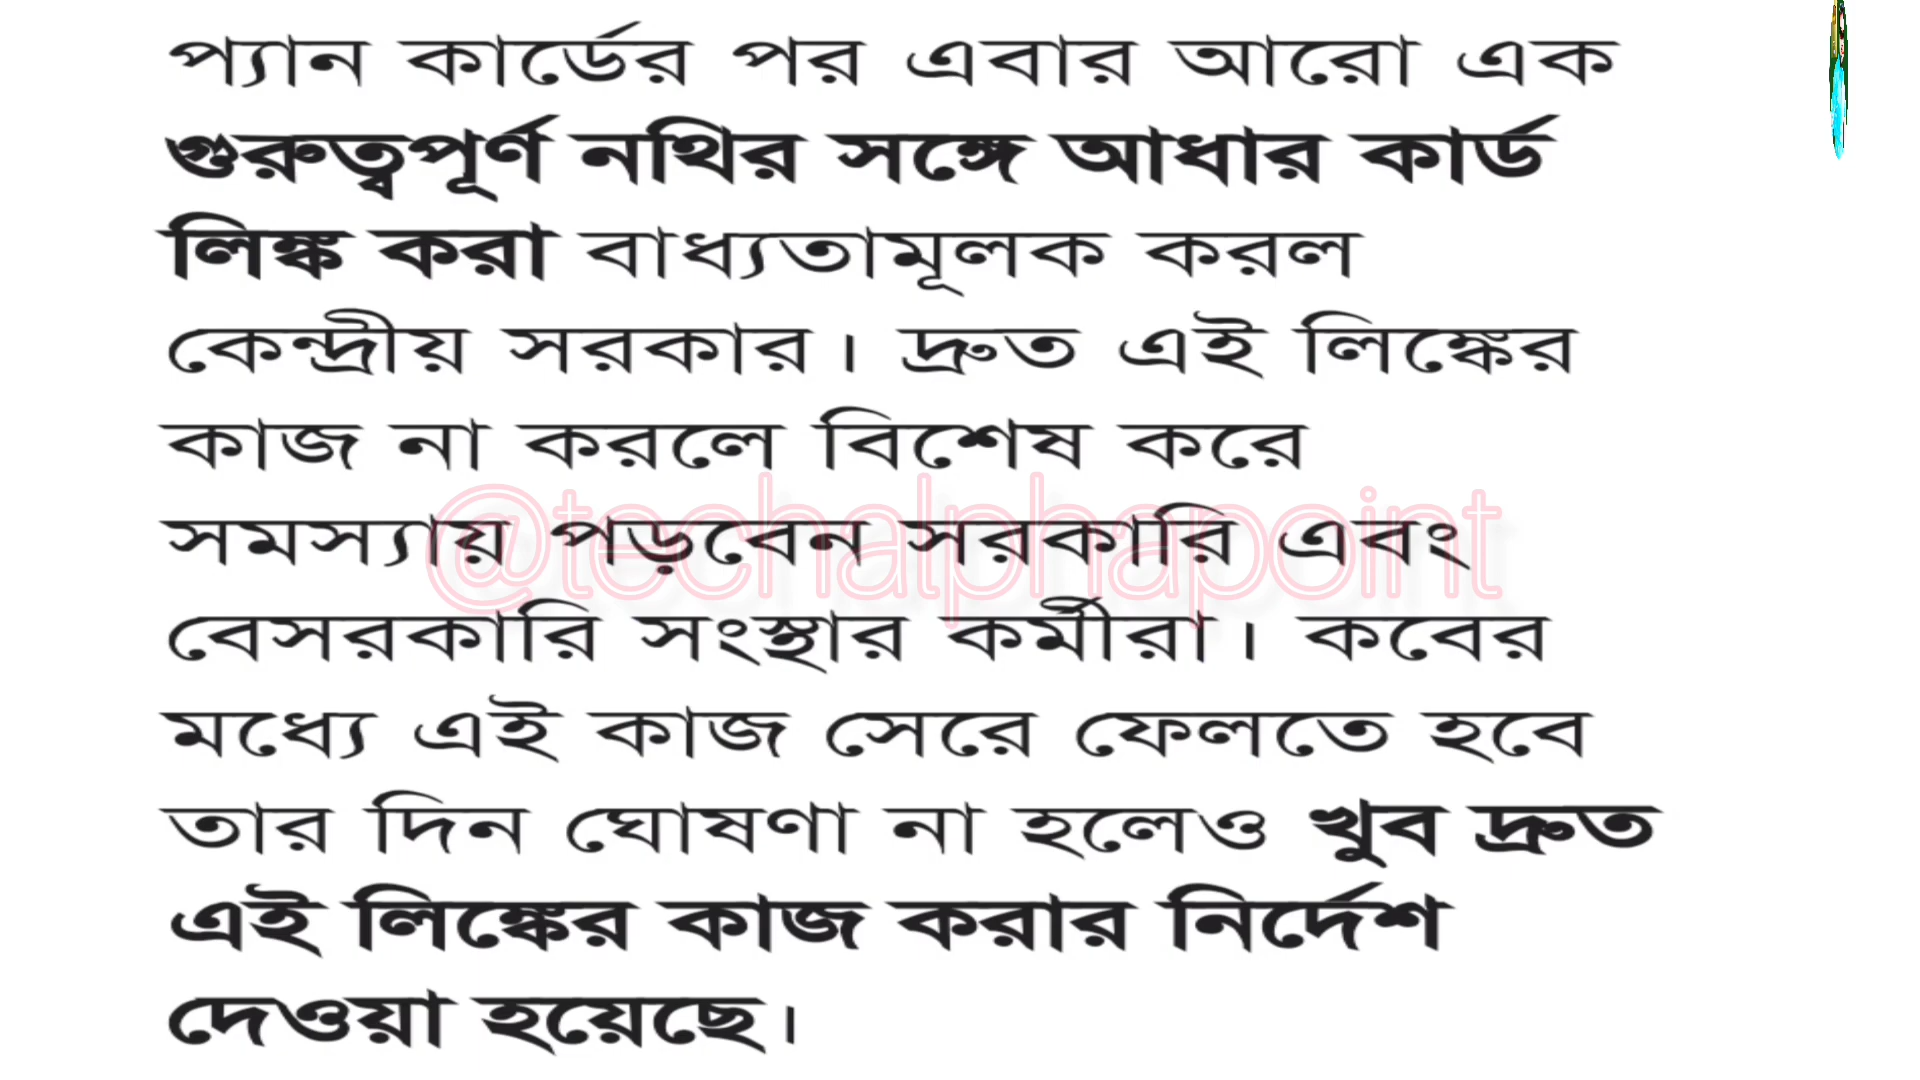 প্যান কার্ডের পর এবার আরো এক
গুরুত্বপূর্ণ নথির সঙ্গে আধার কার্ড
লিঙ্ক করা বাধ্যতামূলক করল
কেন্দ্রীয় সরকার। দ্রুত এই লিঙ্কের
কাজ না করলে বিশেষ করে
সমস্যায় পড়বেন সরকারি এবং
@techalphapoint
বেসরকারি সংস্থার কর্মীরা। কবের
মধ্যে এই কাজ সেরে ফেলতে হবে
তার দিন ঘোষণা না হলেও খুব দ্রুত
এই লিঙ্কের কাজ করার নির্দেশ
দেওয়া হয়েছে।